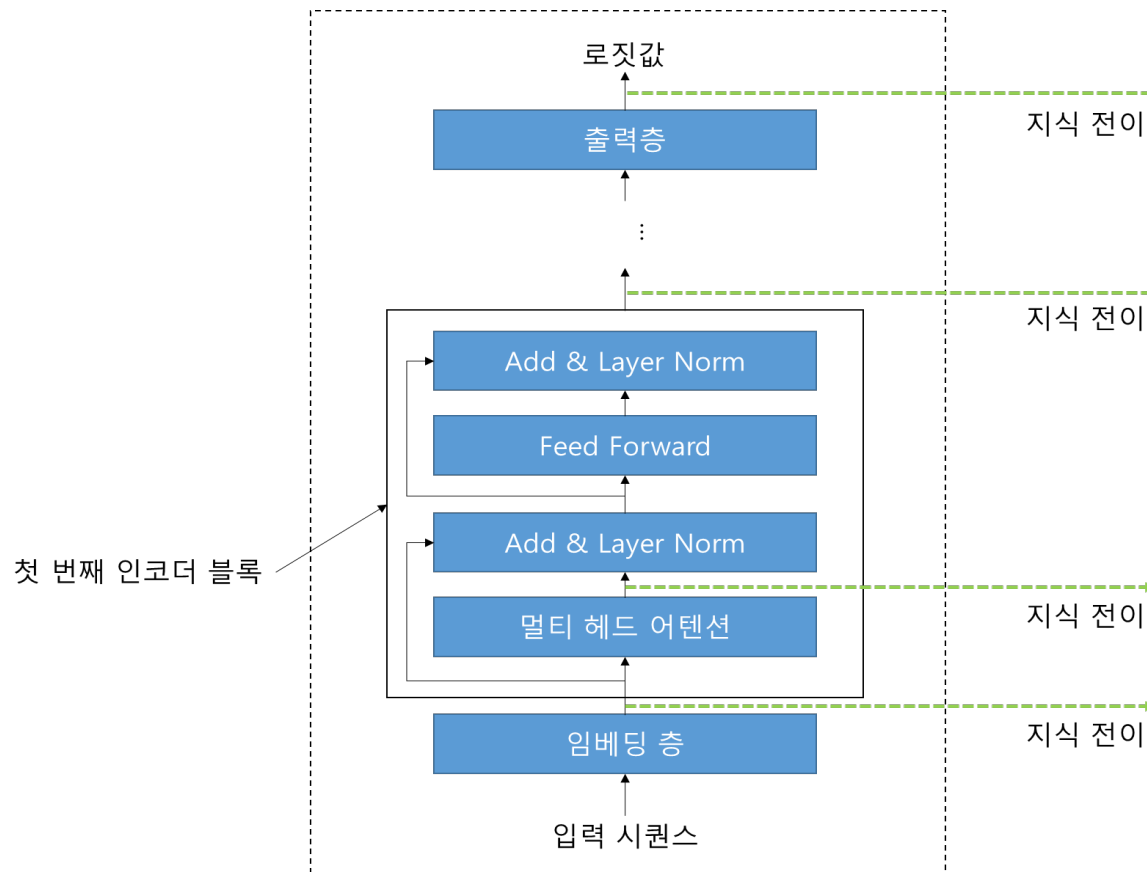 로짓값
출력층
지식 전이
⋮
지식 전이
Add & Layer Norm
Feed Forward
Add & Layer Norm
첫 번째 인코더 블록
멀티 헤드 어텐션
지식 전이
임베딩 층
지식 전이
입력 시퀀스